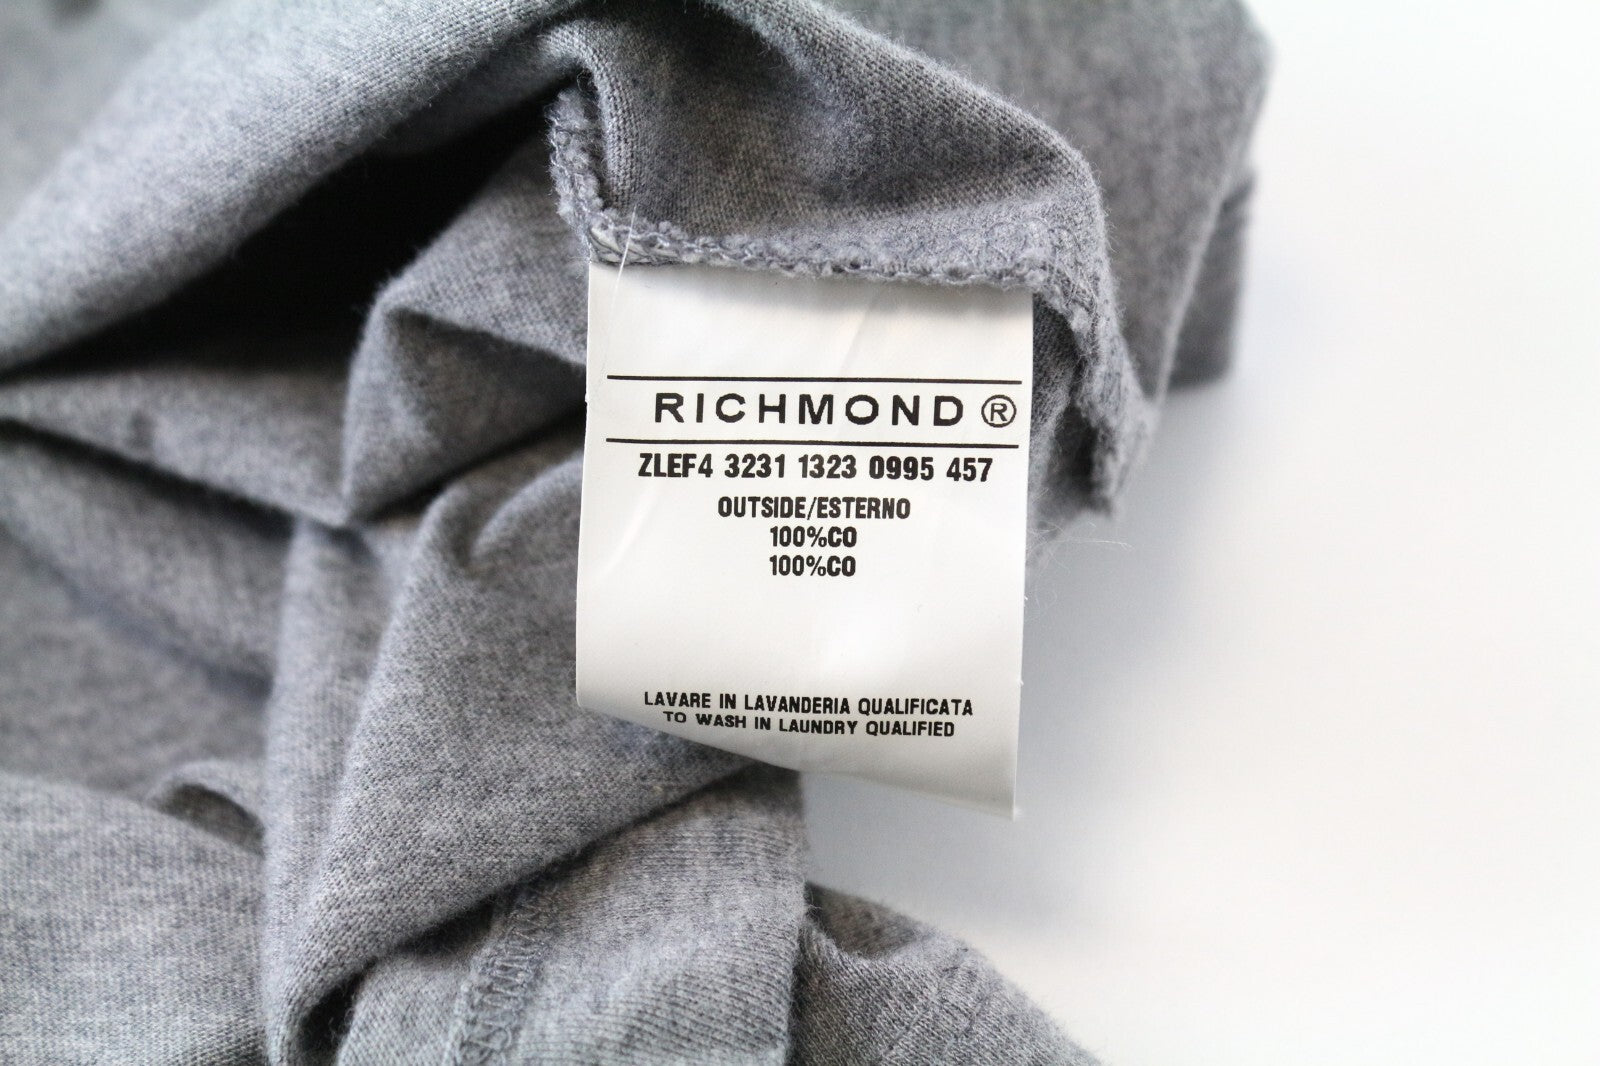 RICHMOND ®
ZLEF4 3231 1323 0995 457
OUTSIDE/ESTERNO
100%CO
100%CO
LAVARE IN LAVANDERIA QUALIFICATA
TO WASH IN LAUNDRY QUALIFIED